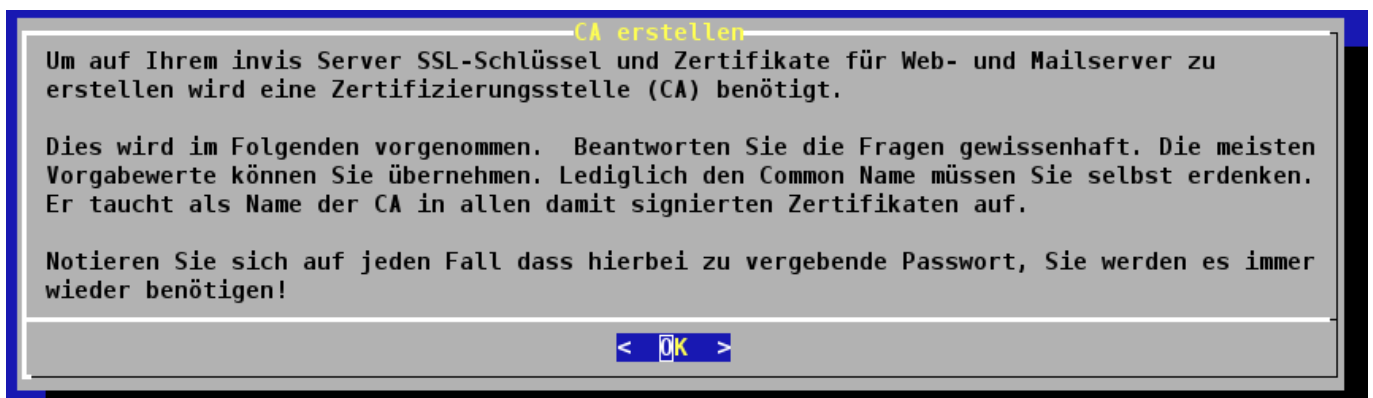 CA erstellen
Um auf Ihrem invis Server SSL-Schlüssel und Zertifikate für Web- und Mailserver zu
erstellen wird eine Zertifizierungsstelle (CA) benötigt.
Dies wird im Folgenden vorgenommen.  Beantworten Sie die Fragen gewissenhaft. Die meisten
Vorgabewerte können Sie übernehmen. Lediglich den Common Name müssen Sie selbst erdenken.
Er taucht als Name der CA in allen damit signierten Zertifikaten auf.
Notieren Sie sich auf jeden Fall dass hierbei zu vergebende Passwort, Sie werden es immer
wieder benötigen!
<  OK  >